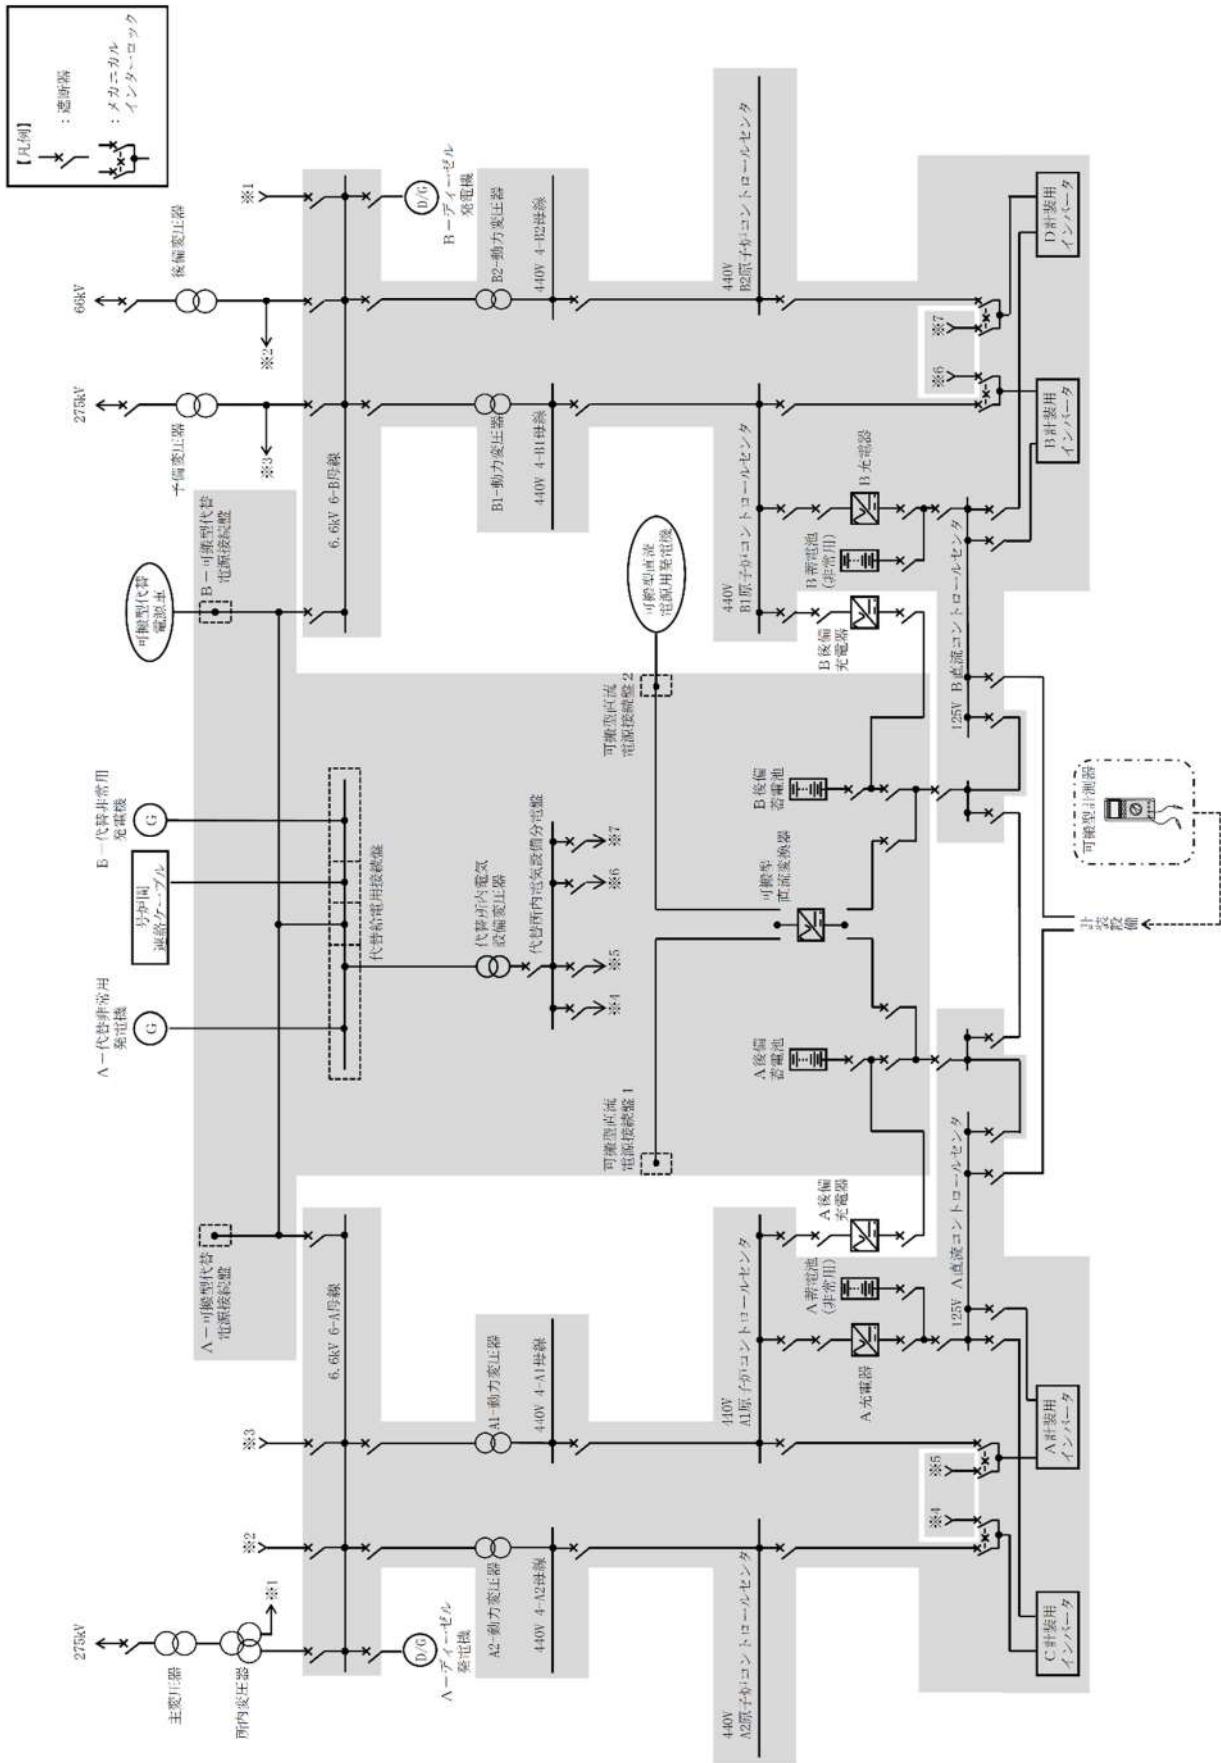 【凡例】
：遮断器
：メカニカル
インターロック
275kV
主変圧器
所内変圧器
※1
※2
※3
275kV
予備変圧器
※3
66kV
後備変圧器
※2
※1
A－代替非常用
発電機
G
号炉間
連絡ケーブル
B－代替非常用
発電機
G
可搬型代替
電源車
A－可搬型代替
電源接続盤
B－可搬型代替
電源接続盤
代替給電用接続盤
6.6kV 6-A母線
6.6kV 6-B母線
D/G
A－ディーゼル
発電機
D/G
B－ディーゼル
発電機
A2-動力変圧器
A1-動力変圧器
代替所内電気
設備変圧器
B1-動力変圧器
B2-動力変圧器
440V 4-A2母線
440V 4-A1母線
代替所内電気設備分電盤
440V 4-B1母線
440V 4-B2母線
※4
※5
※6
※7
可搬型直流
電源接続盤1
可搬型直流
電源接続盤2
可搬型直流
電源用発電機
440V
A2原子炉コントロールセンタ
440V
A1原子炉コントロールセンタ
440V
B1原子炉コントロールセンタ
440V
B2原子炉コントロールセンタ
A充電器
A蓄電池
(非常用)
A後備
充電器
A後備
蓄電池
可搬型
直流変換器
B後備
蓄電池
B後備
充電器
B蓄電池
(非常用)
B充電器
※4
※5
※6
※7
125V A直流コントロールセンタ
125V B直流コントロールセンタ
C計装用
インバータ
A計装用
インバータ
B計装用
インバータ
D計装用
インバータ
計装設備
可搬型計測器